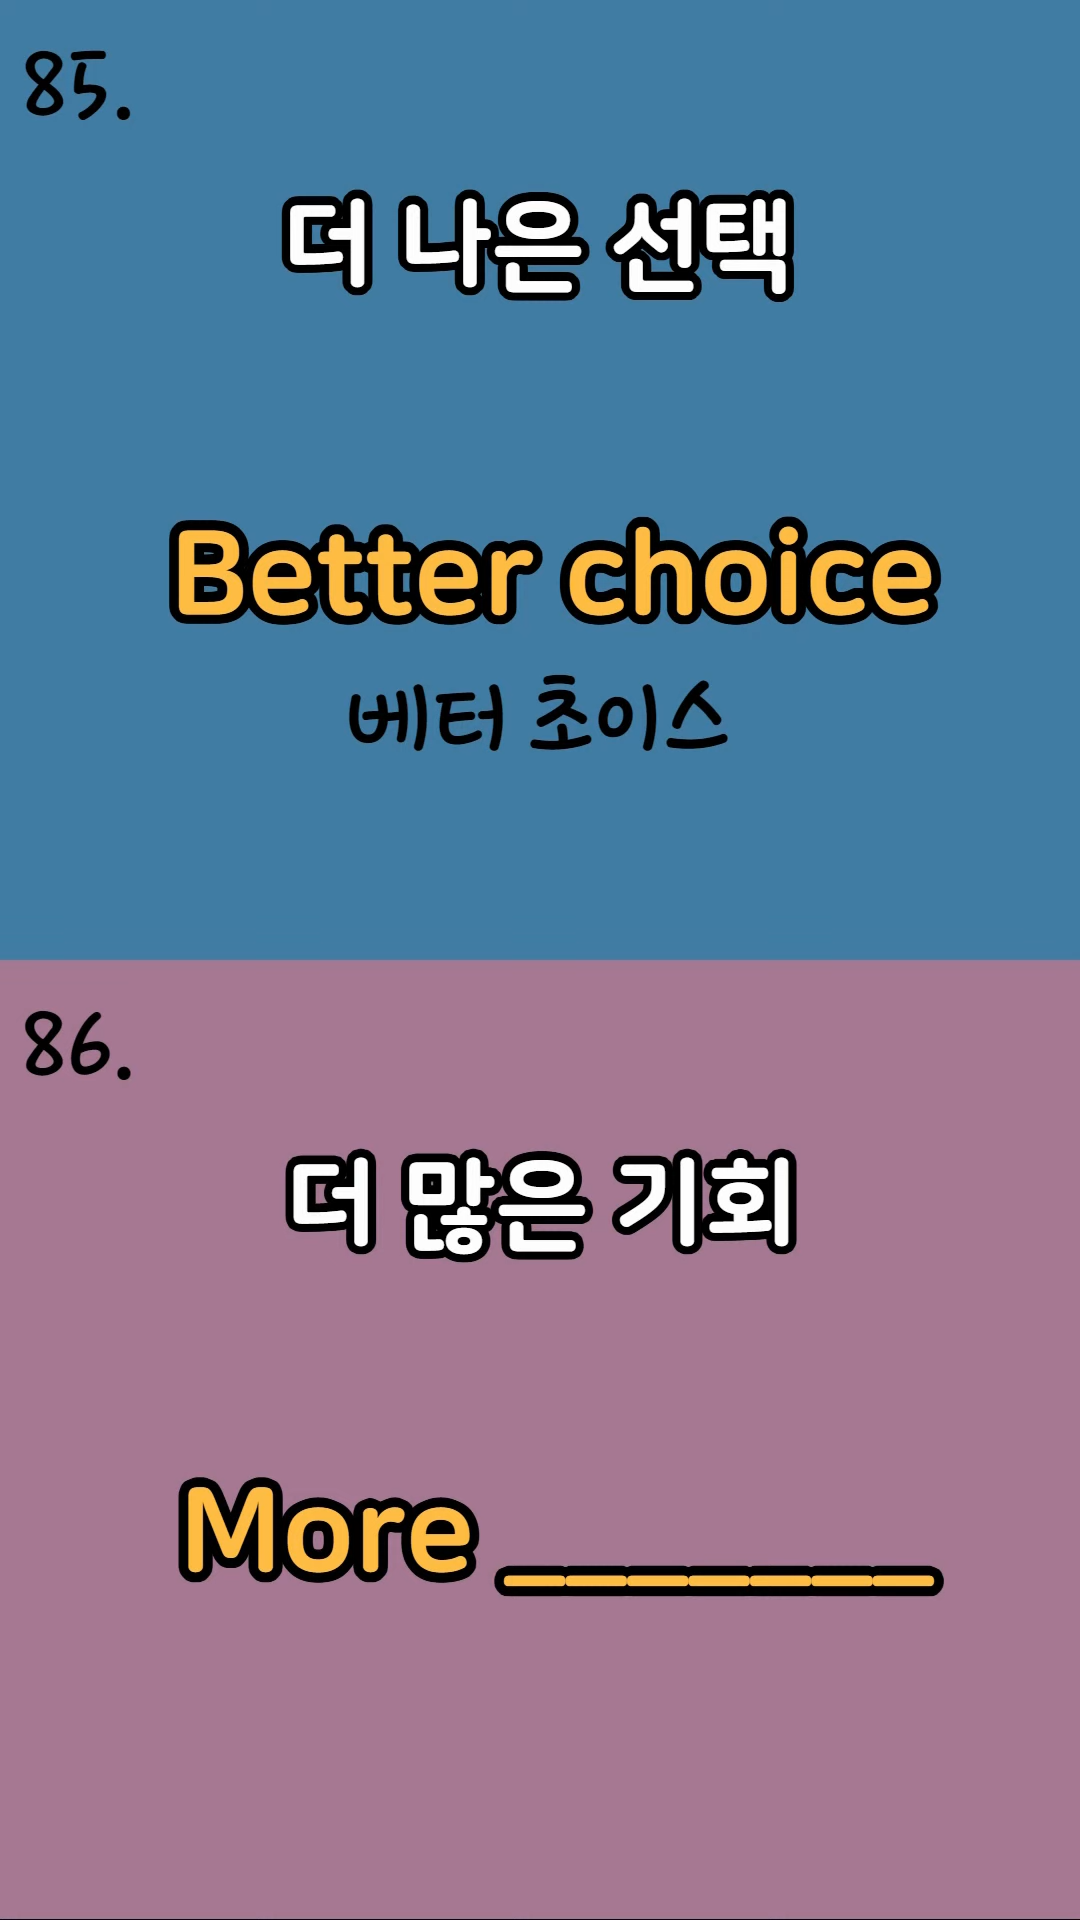 85.
더 나은 선택
Better choice
베터 초이스
86.
더 많은 기회
More _______